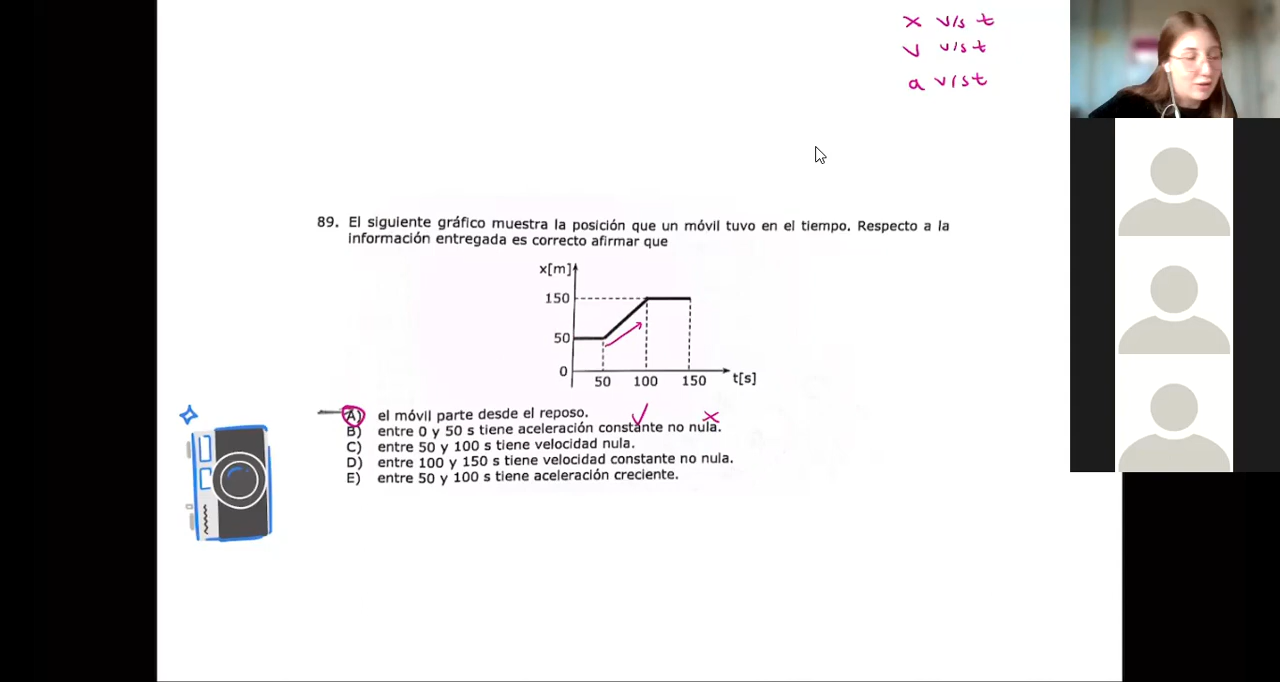 x v/s t
v v/s t
a v/s t
89. El siguiente gráfico muestra la posición que un móvil tuvo en el tiempo. Respecto a la
información entregada es correcto afirmar que
x[m]
150
50
0
50 100 150 t[s]
A) el móvil parte desde el reposo.
B) entre 0 y 50 s tiene aceleración constante no nula.
C) entre 50 y 100 s tiene velocidad nula.
D) entre 100 y 150 s tiene velocidad constante no nula.
E) entre 50 y 100 s tiene aceleración creciente.